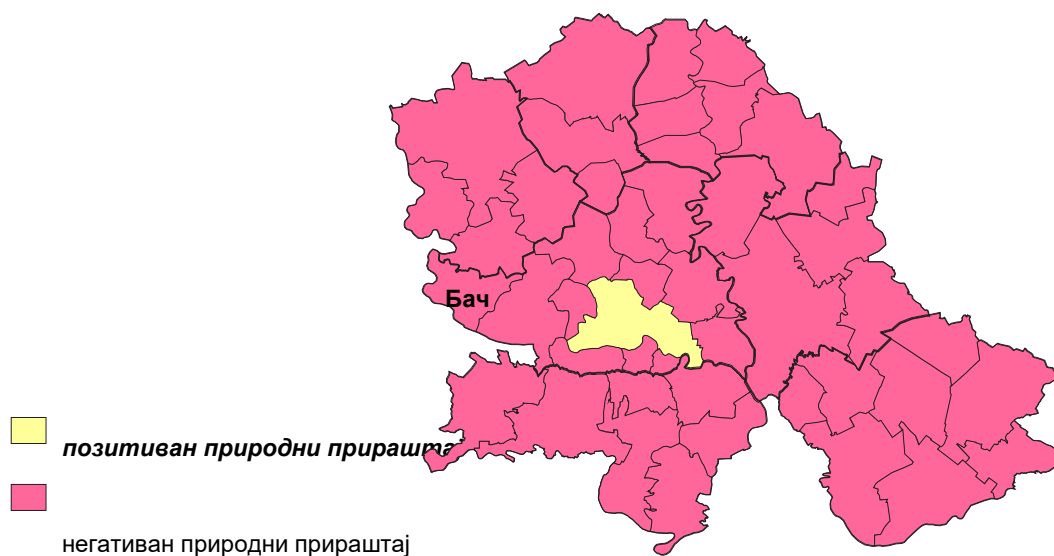 Бач
позитиван природни прираштај
негативан природни прираштај